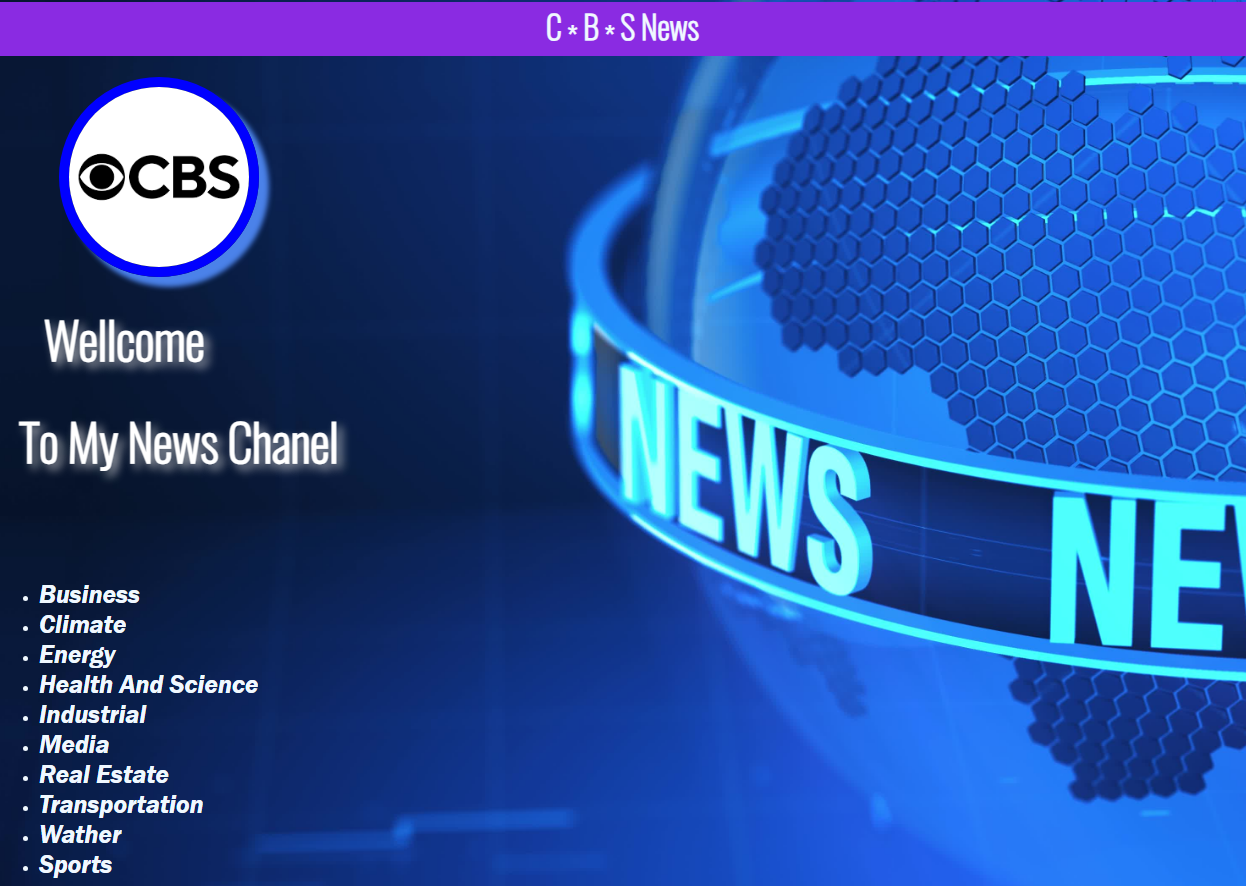 C * B * S News
CBS
Wellcome
To My News Chanel
NEWS
NE
Business
Climate
Energy
Health And Science
Industrial
Media
Real Estate
Transportation
Wather
Sports